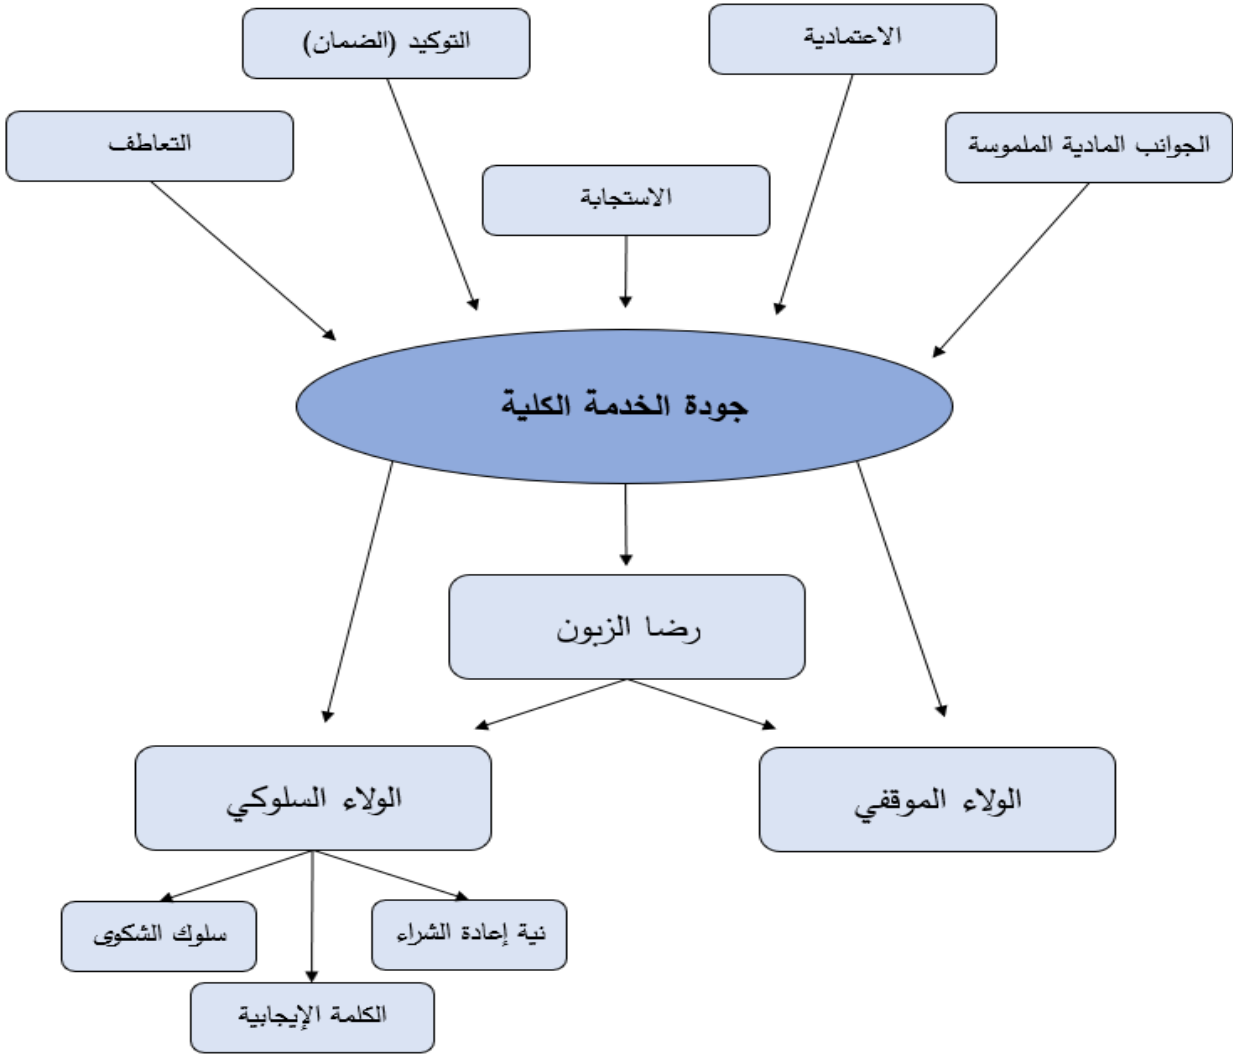 الاعتمادية
التوكيد (الضمان)
الجوانب المادية الملموسة
التعاطف
الاستجابة
جودة الخدمة الكلية
رضا الزبون
الولاء الموقفي
الولاء السلوكي
نية إعادة الشراء
سلوك الشكوى
الكلمة الإيجابية